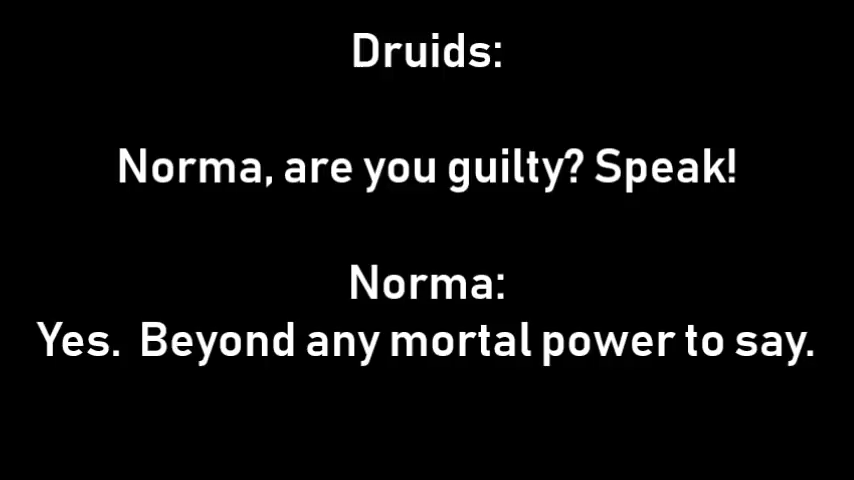 Druids:
Norma, are you guilty? Speak!
Norma:
Yes.  Beyond any mortal power to say.